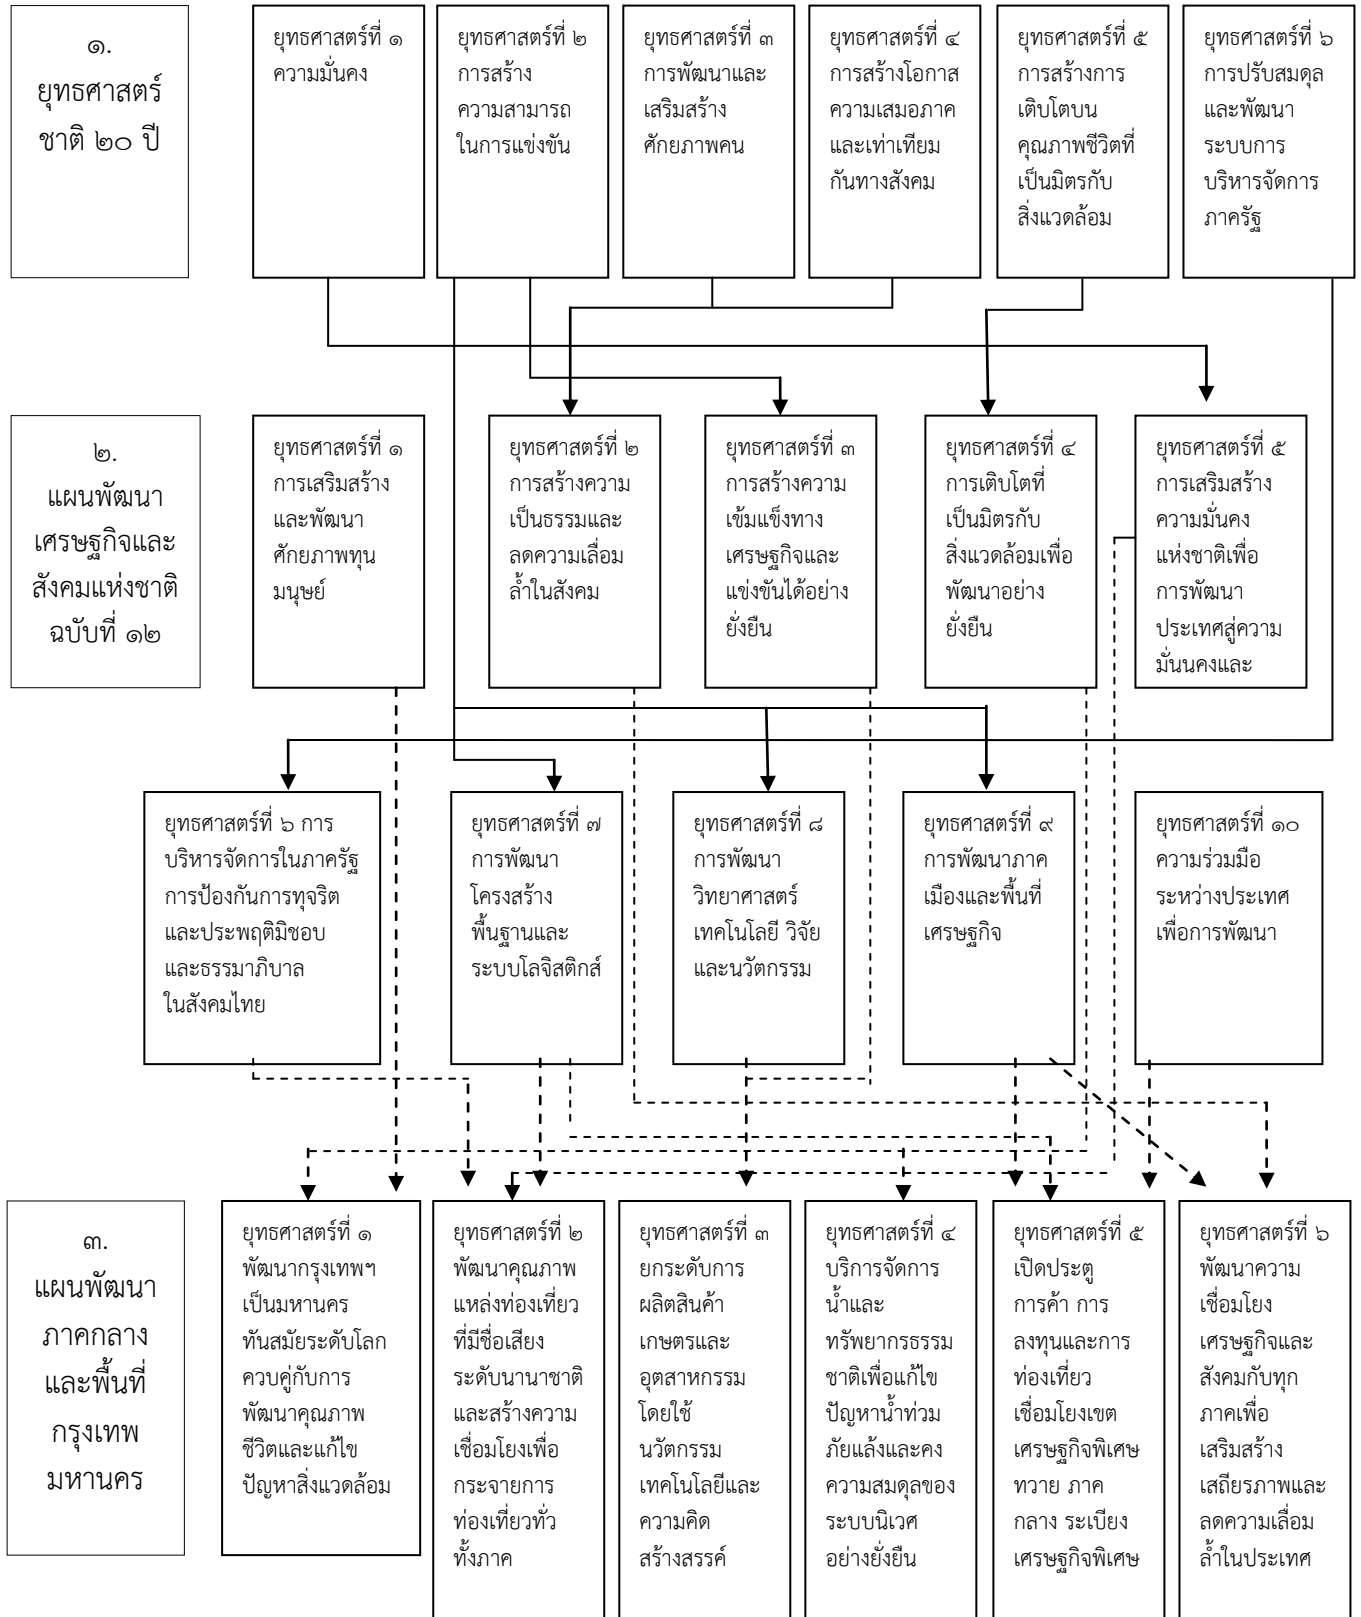 ๑.
ยุทธศาสตร์
ชาติ ๒๐ ปี
ยุทธศาสตร์ที่ ๑
ความมั่นคง
ยุทธศาสตร์ที่ ๒
การสร้าง
ความสามารถ
ในการแข่งขัน
ยุทธศาสตร์ที่ ๓
การพัฒนาและ
เสริมสร้าง
ศักยภาพคน
ยุทธศาสตร์ที่ ๔
การสร้างโอกาส
ความเสมอภาค
และเท่าเทียม
กันทางสังคม
ยุทธศาสตร์ที่ ๕
การสร้างการ
เติบโตบน
คุณภาพชีวิตที่
เป็นมิตรกับ
สิ่งแวดล้อม
ยุทธศาสตร์ที่ ๖
การปรับสมดุล
และพัฒนา
ระบบการ
บริหารจัดการ
ภาครัฐ
๒.
แผนพัฒนา
เศรษฐกิจและ
สังคมแห่งชาติ
ฉบับที่ ๑๒
ยุทธศาสตร์ที่ ๑
การเสริมสร้าง
และพัฒนา
ศักยภาพทุน
มนุษย์
ยุทธศาสตร์ที่ ๒
การสร้างความ
เป็นธรรมและ
ลดความเลื่อม
ล้ำในสังคม
ยุทธศาสตร์ที่ ๓
การสร้างความ
เข้มแข็งทาง
เศรษฐกิจและ
แข่งขันได้อย่าง
ยั่งยืน
ยุทธศาสตร์ที่ ๔
การเติบโตที่
เป็นมิตรกับ
สิ่งแวดล้อมเพื่อ
พัฒนาอย่าง
ยั่งยืน
ยุทธศาสตร์ที่ ๕
การเสริมสร้าง
ความมั่นคง
แห่งชาติเพื่อ
การพัฒนา
ประเทศสู่ความ
มั่นนคงและ
ยุทธศาสตร์ที่ ๖ การ
บริหารจัดการในภาครัฐ
การป้องกันการทุจริต
และประพฤติมิชอบ
และธรรมาภิบาล
ในสังคมไทย
ยุทธศาสตร์ที่ ๗
การพัฒนา
โครงสร้าง
พื้นฐานและ
ระบบโลจิสติกส์
ยุทธศาสตร์ที่ ๘
การพัฒนา
วิทยาศาสตร์
เทคโนโลยี วิจัย
และนวัตกรรม
ยุทธศาสตร์ที่ ๙
การพัฒนาภาค
เมืองและพื้นที่
เศรษฐกิจ
ยุทธศาสตร์ที่ ๑๐
ความร่วมมือ
ระหว่างประเทศ
เพื่อการพัฒนา
๓.
แผนพัฒนา
ภาคกลาง
และพื้นที่
กรุงเทพ
มหานคร
ยุทธศาสตร์ที่ ๑
พัฒนากรุงเทพฯ
เป็นมหานคร
ทันสมัยระดับโลก
ควบคู่กับการ
พัฒนาคุณภาพ
ชีวิตและแก้ไข
ปัญหาสิ่งแวดล้อม
ยุทธศาสตร์ที่ ๒
พัฒนาคุณภาพ
แหล่งท่องเที่ยว
ที่มีชื่อเสียง
ระดับนานาชาติ
และสร้างความ
เชื่อมโยงเพื่อ
กระจายการ
ท่องเที่ยวทั่ว
ทั้งภาค
ยุทธศาสตร์ที่ ๓
ยกระดับการ
ผลิตสินค้า
เกษตรและ
อุตสาหกรรม
โดยใช้
นวัตกรรม
เทคโนโลยีและ
ความคิด
สร้างสรรค์
ยุทธศาสตร์ที่ ๔
บริการจัดการ
น้ำและ
ทรัพยากรธรรม
ชาติเพื่อแก้ไข
ปัญหาน้ำท่วม
ภัยแล้งและคง
ความสมดุลของ
ระบบนิเวศ
อย่างยั่งยืน
ยุทธศาสตร์ที่ ๕
เปิดประตู
การค้า การ
ลงทุนและการ
ท่องเที่ยว
เชื่อมโยงเขต
เศรษฐกิจพิเศษ
ทวาย ภาค
กลาง ระเบียง
เศรษฐกิจพิเศษ
ยุทธศาสตร์ที่ ๖
พัฒนาความ
เชื่อมโยง
เศรษฐกิจและ
สังคมกับทุก
ภาคเพื่อ
เสริมสร้าง
เสถียรภาพและ
ลดความเลื่อม
ล้ำในประเทศ